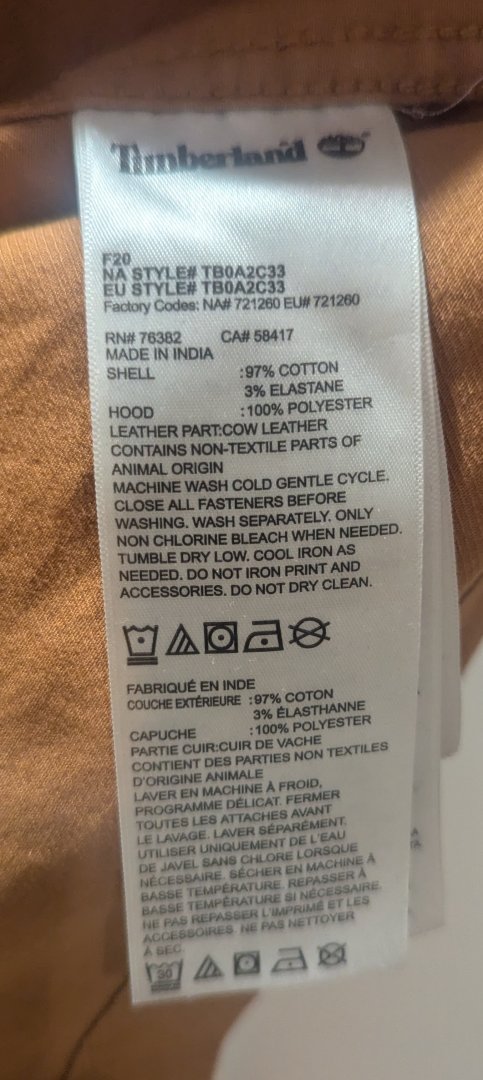 Timberland
F20
NA STYLE# TB0A2C33
EU STYLE# TB0A2C33
Factory Codes: NA# 721260 EU# 721260
RN# 76382 CA# 58417
MADE IN INDIA
SHELL :97% COTTON
3% ELASTANE
HOOD :100% POLYESTER
LEATHER PART:COW LEATHER
CONTAINS NON-TEXTILE PARTS OF
ANIMAL ORIGIN
MACHINE WASH COLD GENTLE CYCLE.
CLOSE ALL FASTENERS BEFORE
WASHING. WASH SEPARATELY. ONLY
NON CHLORINE BLEACH WHEN NEEDED.
TUMBLE DRY LOW. COOL IRON AS
NEEDED. DO NOT IRON PRINT AND
ACCESSORIES. DO NOT DRY CLEAN.
FABRIQUÉ EN INDE
COUCHE EXTÉRIEURE :97% COTON
3% ÉLASTHANNE
CAPUCHE :100% POLYESTER
PARTIE CUIR:CUIR DE VACHE
CONTIENT DES PARTIES NON TEXTILES
D'ORIGINE ANIMALE
LAVER EN MACHINE À FROID,
PROGRAMME DÉLICAT. FERMER
TOUTES LES ATTACHES AVANT
LE LAVAGE. LAVER SÉPARÉMENT.
UTILISER UNIQUEMENT DE L'EAU
DE JAVEL SANS CHLORE LORSQUE
NÉCESSAIRE. SÉCHER EN MACHINE À
BASSE TEMPÉRATURE. REPASSER À
BASSE TEMPÉRATURE SI NÉCESSAIRE.
NE PAS REPASSER L'IMPRIMÉ ET LES
ACCESSOIRES. NE PAS NETTOYER
À SEC.
30